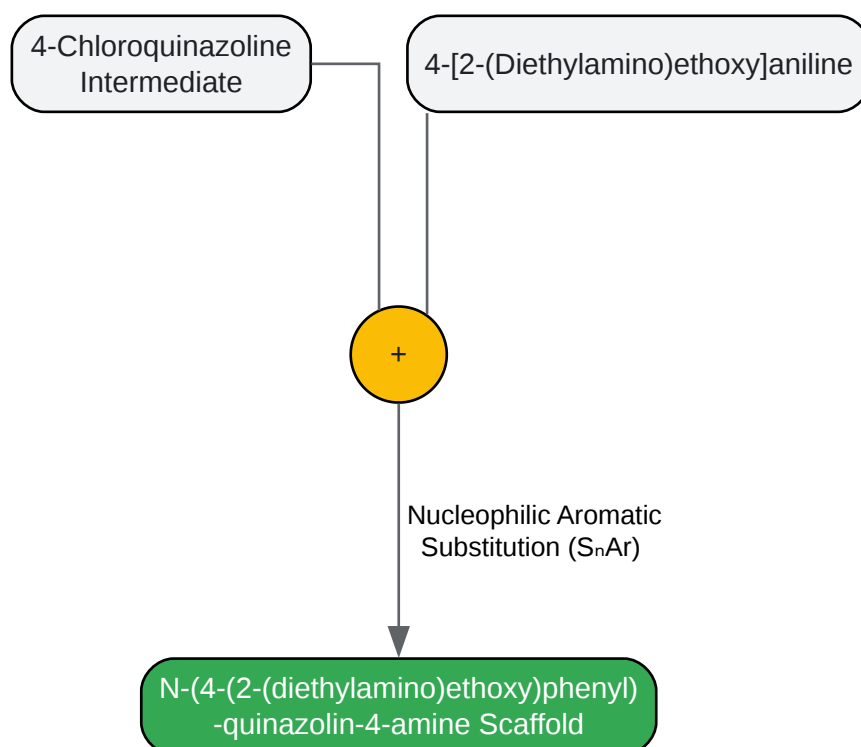 4-Chloroquinazoline
Intermediate
4-[2-(Diethylamino)ethoxy]aniline
+
Nucleophilic Aromatic
Substitution (SₙAr)
N-(4-(2-(diethylamino)ethoxy)phenyl)
-quinazolin-4-amine Scaffold